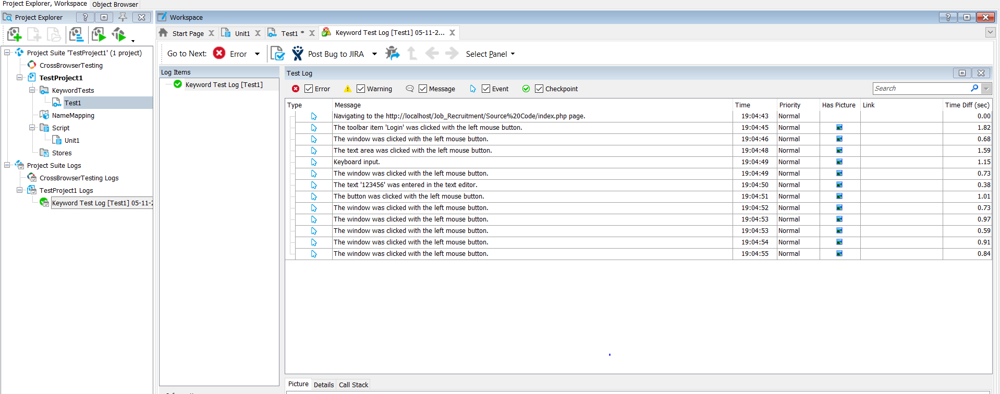 Project Explorer, Workspace Object Browser
Project Explorer
Project Suite 'TestProject1' (1 project)
CrossBrowserTesting
TestProject1
KeywordTests
Test1
NameMapping
Script
Unit1
Stores
Project Suite Logs
CrossBrowserTesting Logs
TestProject1 Logs
Keyword Test Log [Test1] 05-11-2
Workspace
Start Page Unit1 Test1 * Keyword Test Log [Test1] 05-11-2...
Go to Next: Error Post Bug to JIRA Select Panel
Log Items
Keyword Test Log [Test1]
Test Log
Error Warning Message Event Checkpoint Search
Type Message Time Priority Has Picture Link Time Diff (sec)
Navigating to the http://localhost/Job_Recruitment/Source%20Code/index.php page. 19:04:43 Normal 0.00
The toolbar item 'Login' was clicked with the left mouse button. 19:04:45 Normal 1.82
The window was clicked with the left mouse button. 19:04:46 Normal 0.68
The text area was clicked with the left mouse button. 19:04:48 Normal 1.59
Keyboard input. 19:04:49 Normal 1.15
The window was clicked with the left mouse button. 19:04:49 Normal 0.73
The text '123456' was entered in the text editor. 19:04:50 Normal 0.38
The button was clicked with the left mouse button. 19:04:51 Normal 1.01
The window was clicked with the left mouse button. 19:04:52 Normal 0.73
The window was clicked with the left mouse button. 19:04:53 Normal 0.97
The window was clicked with the left mouse button. 19:04:53 Normal 0.59
The window was clicked with the left mouse button. 19:04:54 Normal 0.91
The window was clicked with the left mouse button. 19:04:55 Normal 0.84
Picture Details Call Stack